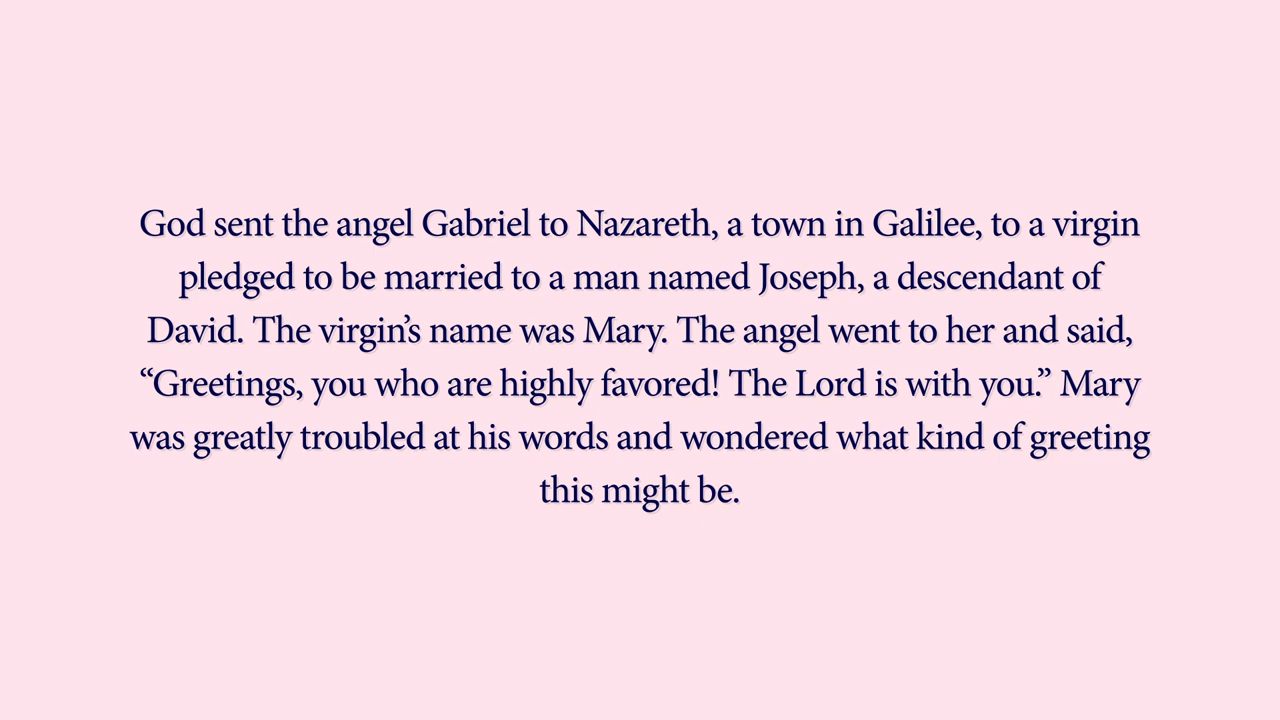 God sent the angel Gabriel to Nazareth, a town in Galilee, to a virgin
pledged to be married to a man named Joseph, a descendant of
David. The virgin’s name was Mary. The angel went to her and said,
“Greetings, you who are highly favored! The Lord is with you.” Mary
was greatly troubled at his words and wondered what kind of greeting
this might be.